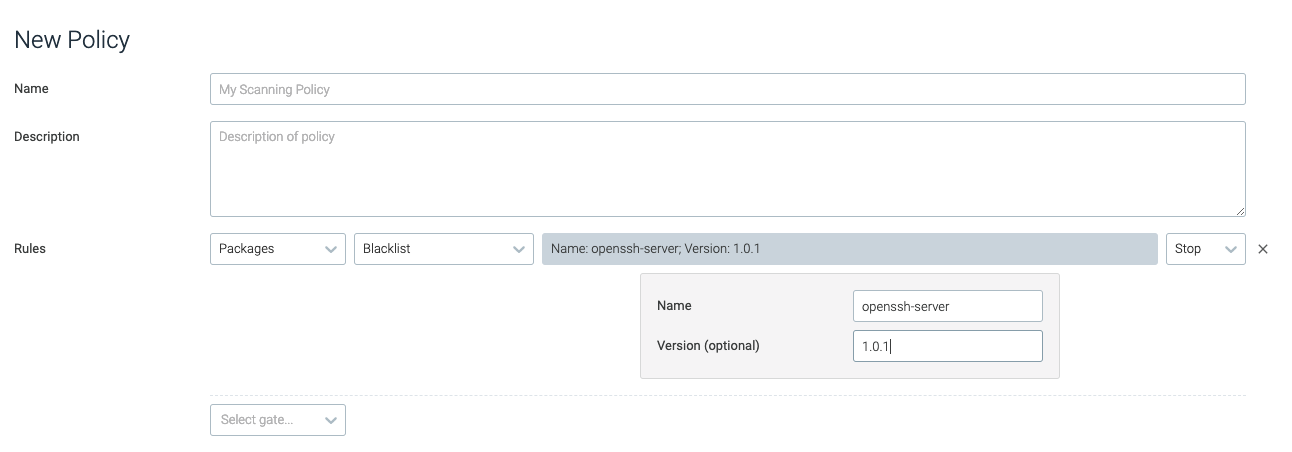 New Policy
Name
My Scanning Policy
Description
Description of policy
Rules
Packages
Blacklist
Name: openssh-server; Version: 1.0.1
Stop
Name
openssh-server
Version (optional)
1.0.1
Select gate...